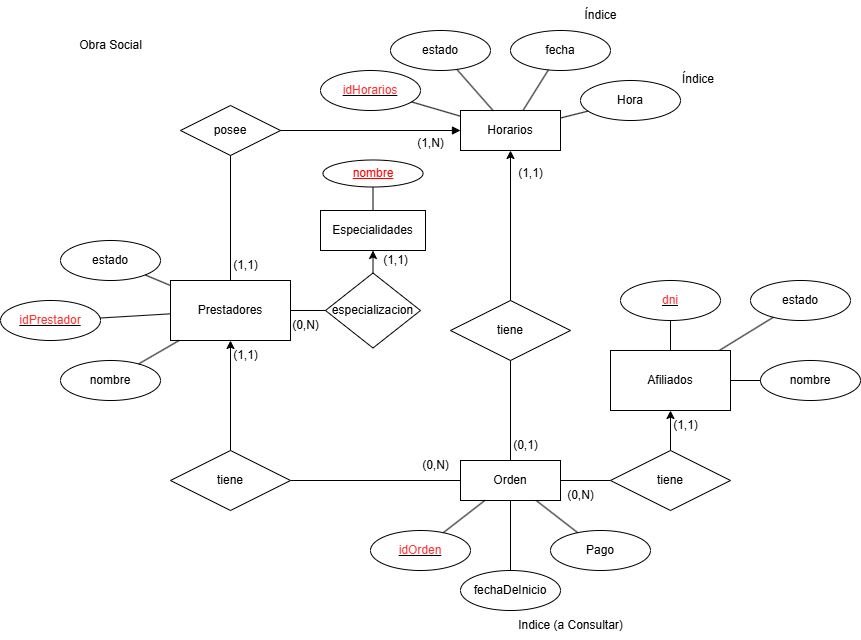 Índice
Obra Social
estado
fecha
Índice
idHorarios
Hora
posee
Horarios
(1,N)
nombre
(1,1)
Especialidades
estado
(1,1)
(1,1)
dni
estado
idPrestador
Prestadores
(0,N)
especializacion
tiene
(1,1)
nombre
Afiliados
nombre
(1,1)
(0,1)
(0,N)
tiene
Orden
(0,N)
tiene
idOrden
Pago
fechaDeInicio
Indice (a Consultar)